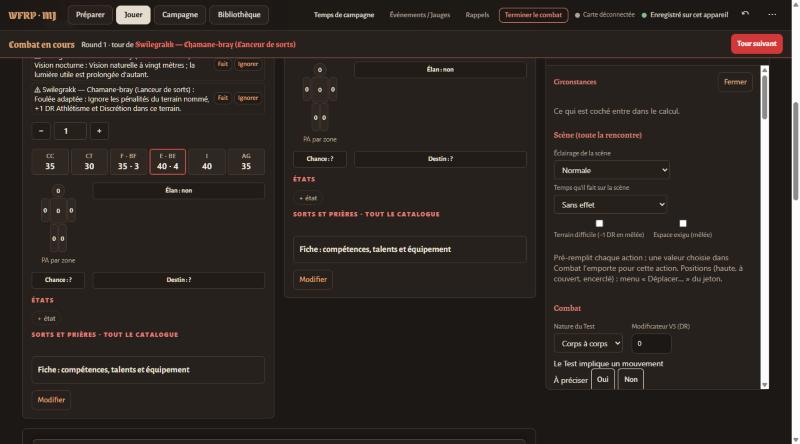 WFRP · MJ
Préparer
Jouer
Campagne
Bibliothèque
Temps de campagne
Événements/Jauges
Rappels
Terminer le combat
Carte déconnectée
Enregistré sur cet appareil
Combat en cours
Round 1 · tour de Swilegrakk — Chamane-bray (Lanceur de sorts)
Tour suivant
Vision nocturne : Vision naturelle à vingt mètres ; la
lumière utile est prolongée d'autant.
Fait
Ignorer
⚠ Swilegrakk — Chamane-bray (Lanceur de sorts) :
Foulée adaptée : Ignore les pénalités du terrain nommé,
+1 DR Athlétisme et Discrétion dans ce terrain.
Fait
Ignorer
− 1 +
CC
35
CT
30
F · BF
35 · 3
E · BE
40 · 4
I
40
AG
35
0
0 0 0
0 0
PA par zone
Élan : non
Chance : ?
Destin : ?
ÉTATS
+ état
SORTS ET PRIÈRES · TOUT LE CATALOGUE
Fiche : compétences, talents et équipement
Modifier
0
0 0 0
0 0
PA par zone
Élan : non
Chance : ?
Destin : ?
ÉTATS
+ état
SORTS ET PRIÈRES · TOUT LE CATALOGUE
Fiche : compétences, talents et équipement
Modifier
Circonstances
Fermer
Ce qui est coché entre dans le calcul.
Scène (toute la rencontre)
Éclairage de la scène
Normale
Temps qu'il fait sur la scène
Sans effet
Terrain difficile (−1 DR en mêlée)
Espace exigu (mêlée)
Pré-remplit chaque action ; une valeur choisie dans
Combat l'emporte pour cette action. Positions (haute, à
couvert, encerclé) : menu « Déplacer… » du jeton.
Combat
Nature du Test
Corps à corps
Modificateur VS (DR)
0
Le Test implique un mouvement
À préciser
Oui
Non